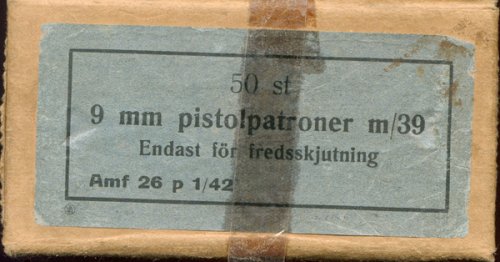 50 st
9 mm pistolpatroner m/39
Endast för fredsskjutning
Amf 26 p 1/42